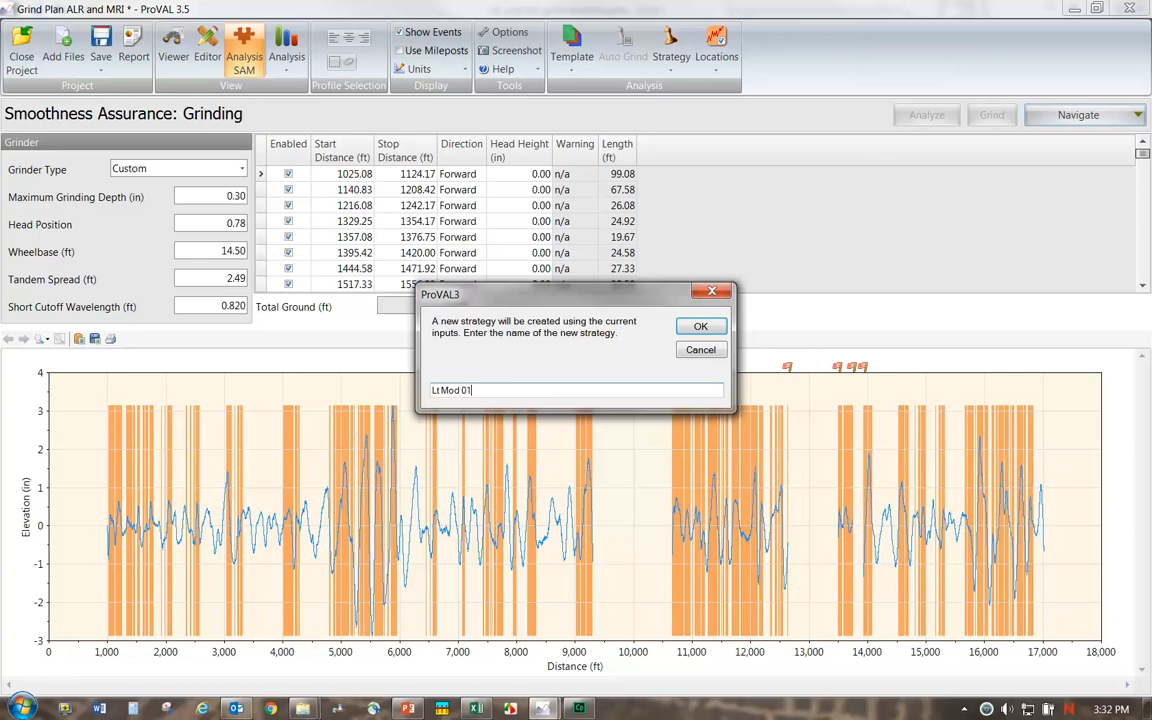 Grind Plan ALR and MRI * - ProVAL 3.5
Close Project
Add Files
Save
Report
Project
Viewer
Editor
Analysis SAM
Analysis
View
Profile Selection
Show Events
Use Mileposts
Units
Display
Options
Screenshot
Help
Tools
Template
Auto Grind
Strategy
Locations
Analysis
Smoothness Assurance: Grinding
Analyze
Grind
Navigate
Grinder
Grinder Type Custom
Maximum Grinding Depth (in) 0.30
Head Position 0.78
Wheelbase (ft) 14.50
Tandem Spread (ft) 2.49
Short Cutoff Wavelength (ft) 0.820
Enabled Start Distance (ft) Stop Distance (ft) Direction Head Height (in) Warning Length (ft)
1025.08 1124.17 Forward 0.00 n/a 99.08
1140.83 1208.42 Forward 0.00 n/a 67.58
1216.08 1242.17 Forward 0.00 n/a 26.08
1329.25 1354.17 Forward 0.00 n/a 24.92
1357.08 1376.75 Forward 0.00 n/a 19.67
1395.42 1420.00 Forward 0.00 n/a 24.58
1444.58 1471.92 Forward 0.00 n/a 27.33
1517.33
Total Ground (ft)
ProVAL3
A new strategy will be created using the current
inputs. Enter the name of the new strategy.
OK
Cancel
Lt Mod 01
Elevation (in)
4
3
2
1
0
-1
-2
-3
0 1,000 2,000 3,000 4,000 5,000 6,000 7,000 8,000 9,000 10,000 11,000 12,000 13,000 14,000 15,000 16,000 17,000 18,000
Distance (ft)
3:32 PM